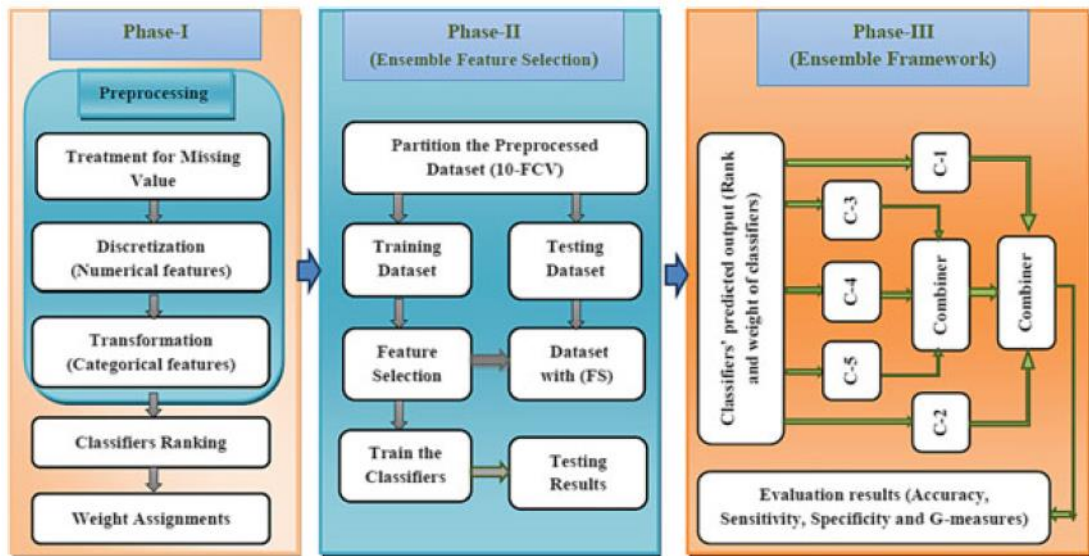 Phase-I
Preprocessing
Treatment for Missing
Value
Discretization
(Numerical features)
Transformation
(Categorical features)
Classifiers Ranking
Weight Assignments
Phase-II
(Ensemble Feature Selection)
Partition the Preprocessed
Dataset (10-FCV)
Training
Dataset
Testing
Dataset
Feature
Selection
Dataset
with (FS)
Train the
Classifiers
Testing
Results
Phase-III
(Ensemble Framework)
Classifiers' predicted output (Rank
and weight of classifiers)
C-1
C-3
C-4
C-5
C-2
Combiner
Combiner
Evaluation results (Accuracy,
Sensitivity, Specificity and G-measures)